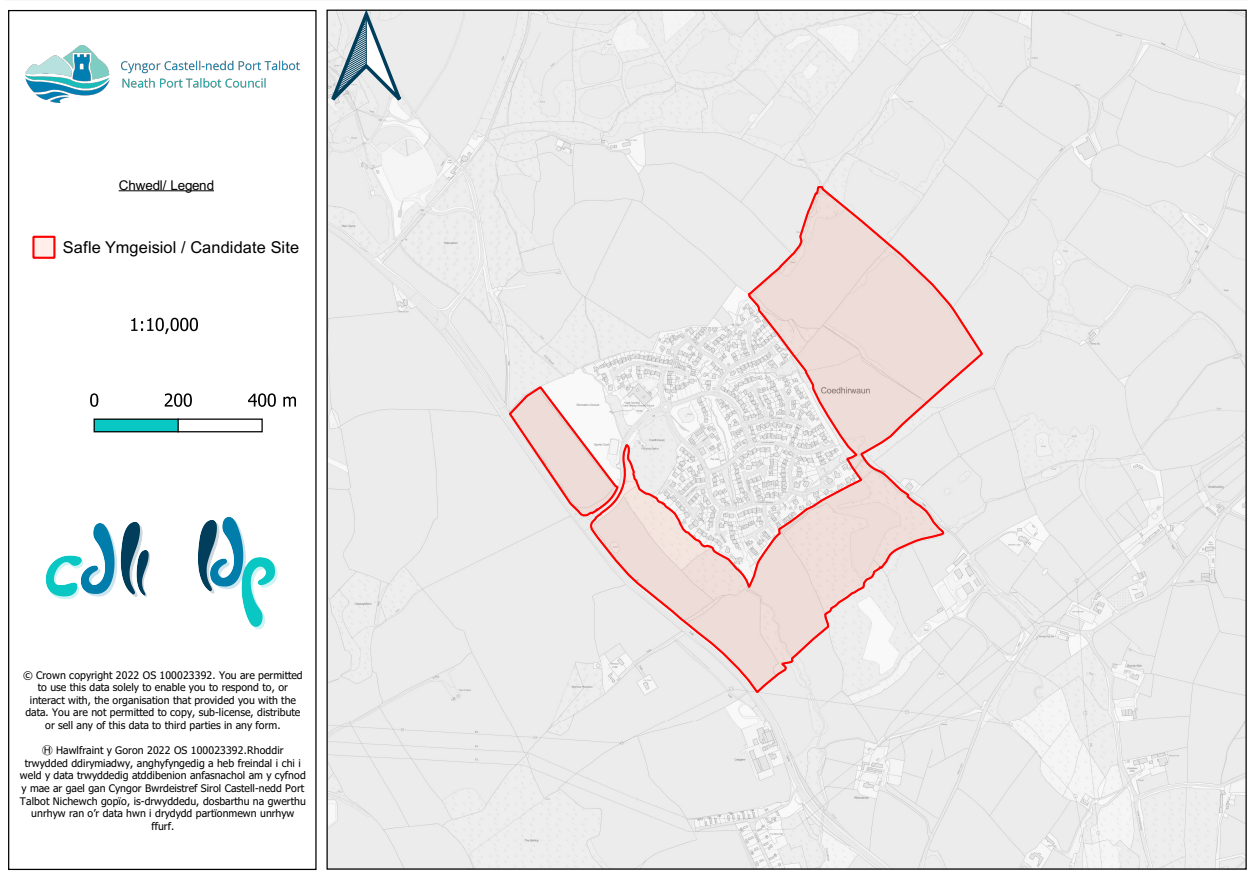 Cyngor Castell-nedd Port Talbot
Neath Port Talbot Council
Chwedl/ Legend
Safle Ymgeisiol / Candidate Site
1:10,000
0 200 400 m
cdll ldp
© Crown copyright 2022 OS 100023392. You are permitted
to use this data solely to enable you to respond to, or
interact with, the organisation that provided you with the
data. You are not permitted to copy, sub-license, distribute
or sell any of this data to third parties in any form.
Ⓗ Hawlfraint y Goron 2022 OS 100023392.Rhoddir
trwydded ddirymiadwy, anghyfyngedig a heb freindal i chi i
weld y data trwyddedig atddibenion anfasnachol am y cyfnod
y mae ar gael gan Cyngor Bwrdeistref Sirol Castell-nedd Port
Talbot Nichewch gopïo, is-drwyddedu, dosbarthu na gwerthu
unrhyw ran o'r data hwn i drydydd partïonmewn unrhyw
ffurf.
Coedhirwaun